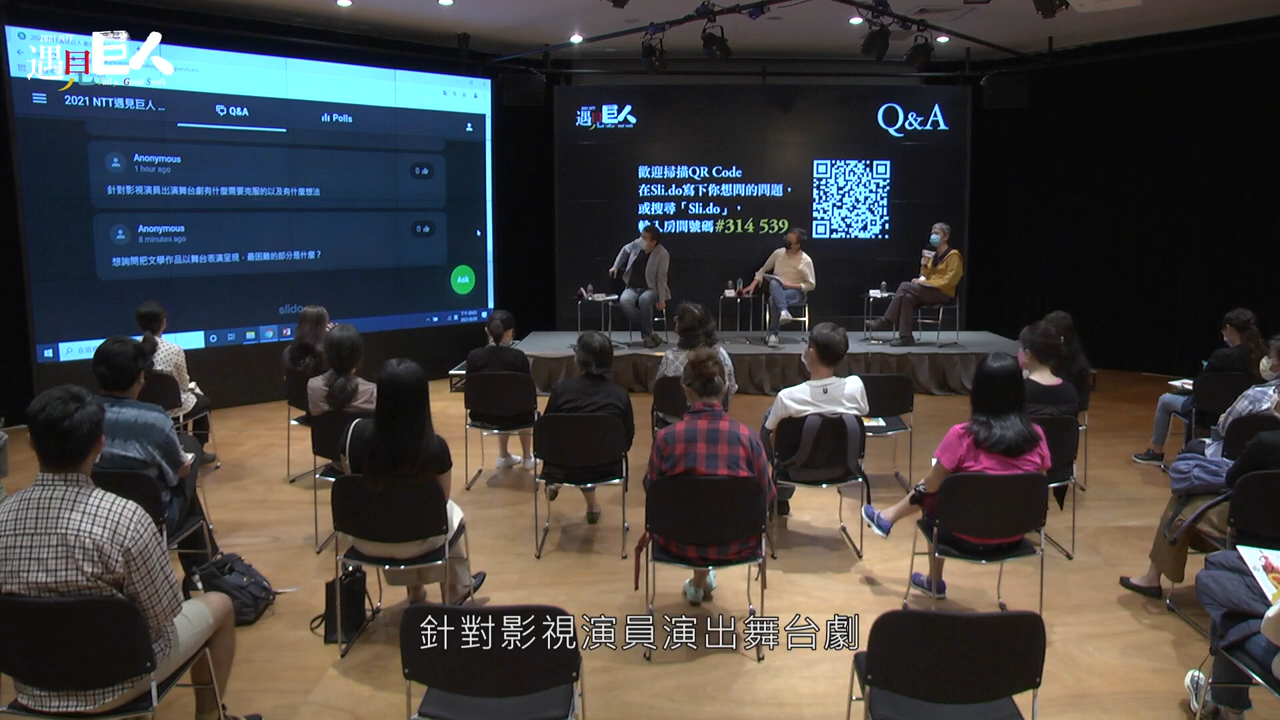 遇見巨人
2021 NTT遇見巨人 ...
Q&A
Polls
Anonymous
1 hour ago
0
針對影視演員出演舞台劇有什麼需要克服的以及有什麼想法
Anonymous
8 minutes ago
0
想詢問把文學作品以舞台表演呈現，最困難的部分是什麼？
Ask
slido
遇見巨人
Q&A
歡迎掃描QR Code
在Sli.do寫下你想問的問題，
或搜尋「Sli.do」，
輸入房間號碼#314 539
針對影視演員演出舞台劇